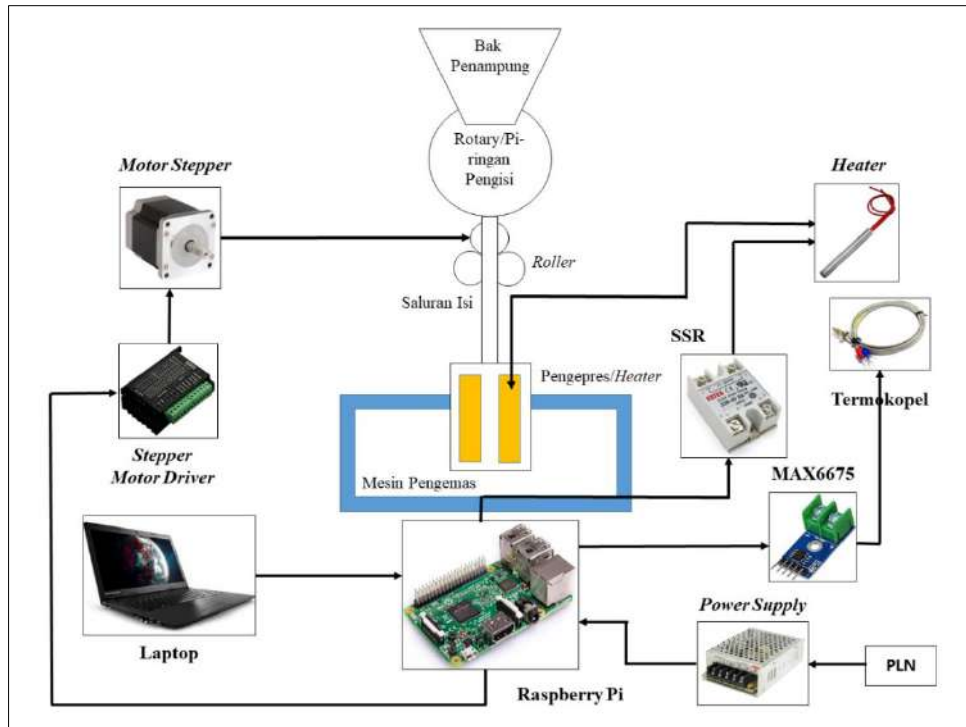 Bak
Penampung
Rotary/Pi-
ringan
Pengisi
Motor Stepper
Heater
Roller
Saluran Isi
SSR
Pengepres/Heater
Termokopel
Stepper
Motor Driver
MAX6675
Mesin Pengemas
Power Supply
Laptop
PLN
Raspberry Pi